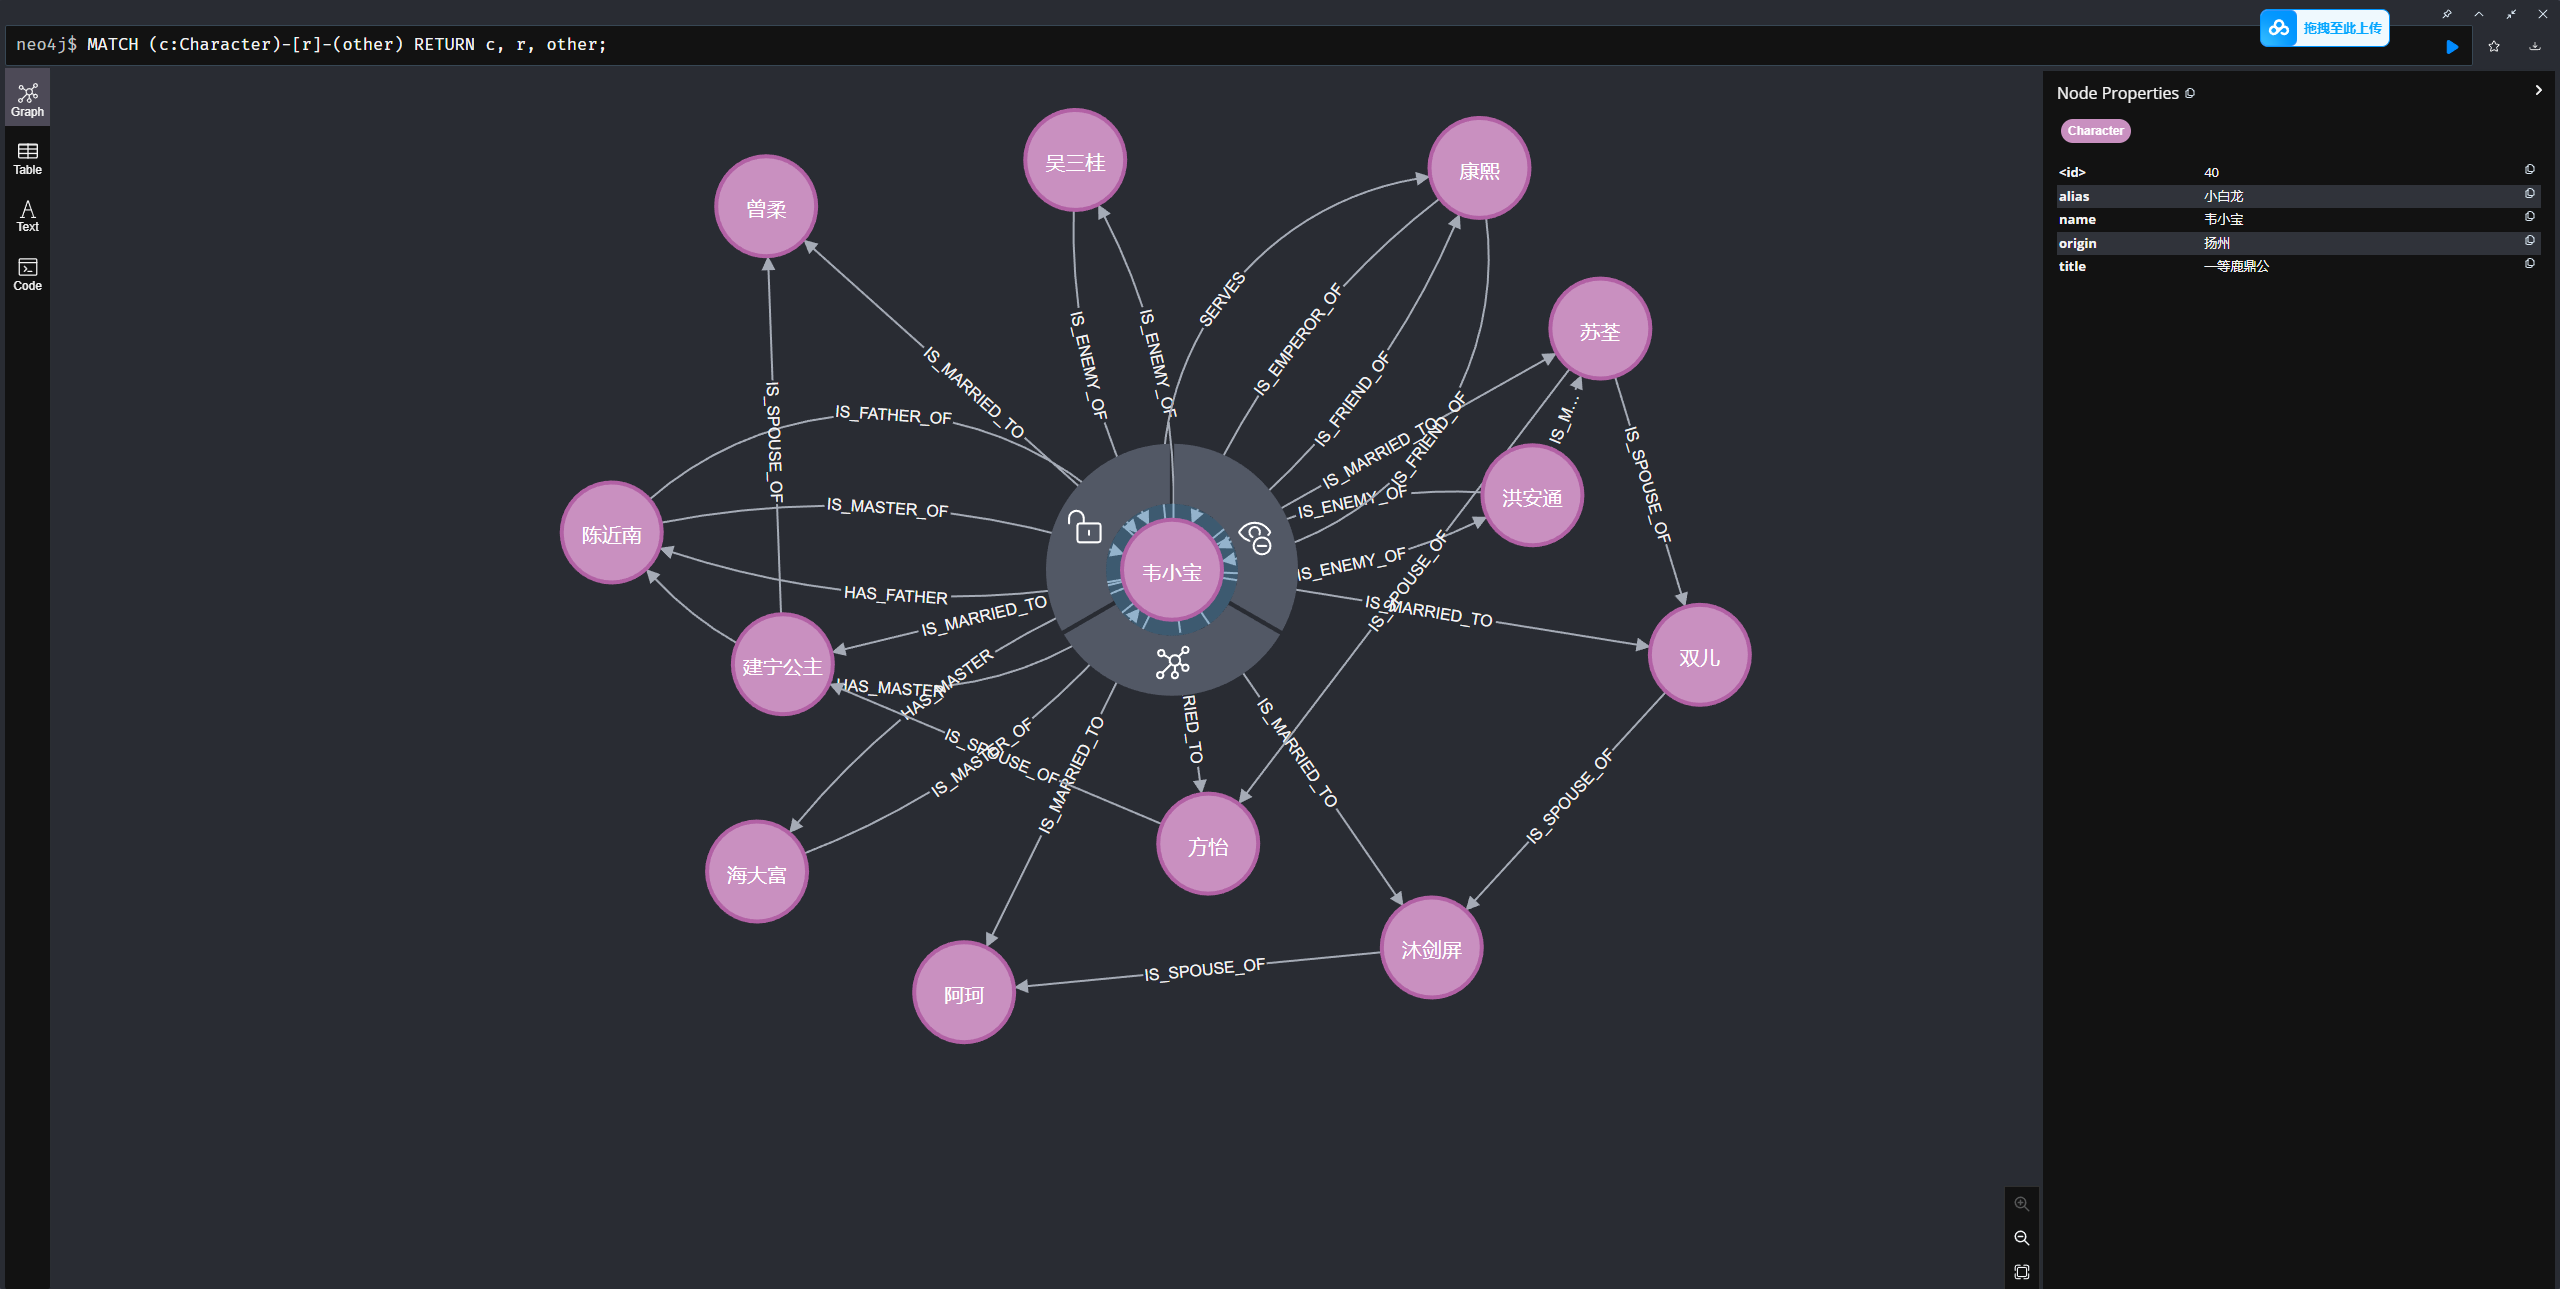 neo4j$ MATCH (c:Character)-[r]-(other) RETURN c, r, other;
拖拽至此上传
Graph
Table
Text
Code
吴三桂
康熙
曾柔
苏荃
洪安通
陈近南
韦小宝
双儿
建宁公主
方怡
海大富
沐剑屏
阿珂
SERVES
IS_EMPEROR_OF
IS_FRIEND_OF
IS_FRIEND_OF
IS_ENEMY_OF
IS_ENEMY_OF
IS_MARRIED_TO
IS_SPOUSE_OF
IS_FATHER_OF
IS_MASTER_OF
HAS_FATHER
IS_MARRIED_TO
HAS_MASTER
HAS_MASTER
IS_MASTER_OF
IS_SPOUSE_OF
IS_MARRIED_TO
RIED_TO
IS_MARRIED_TO
IS_MARRIED_TO
IS_ENEMY_OF
IS_ENEMY_OF
IS_M...
IS_SPOUSE_OF
IS_SPOUSE_OF
IS_MARRIED_TO
IS_SPOUSE_OF
IS_SPOUSE_OF
Node Properties
Character
<id> 40
alias 小白龙
name 韦小宝
origin 扬州
title 一等鹿鼎公